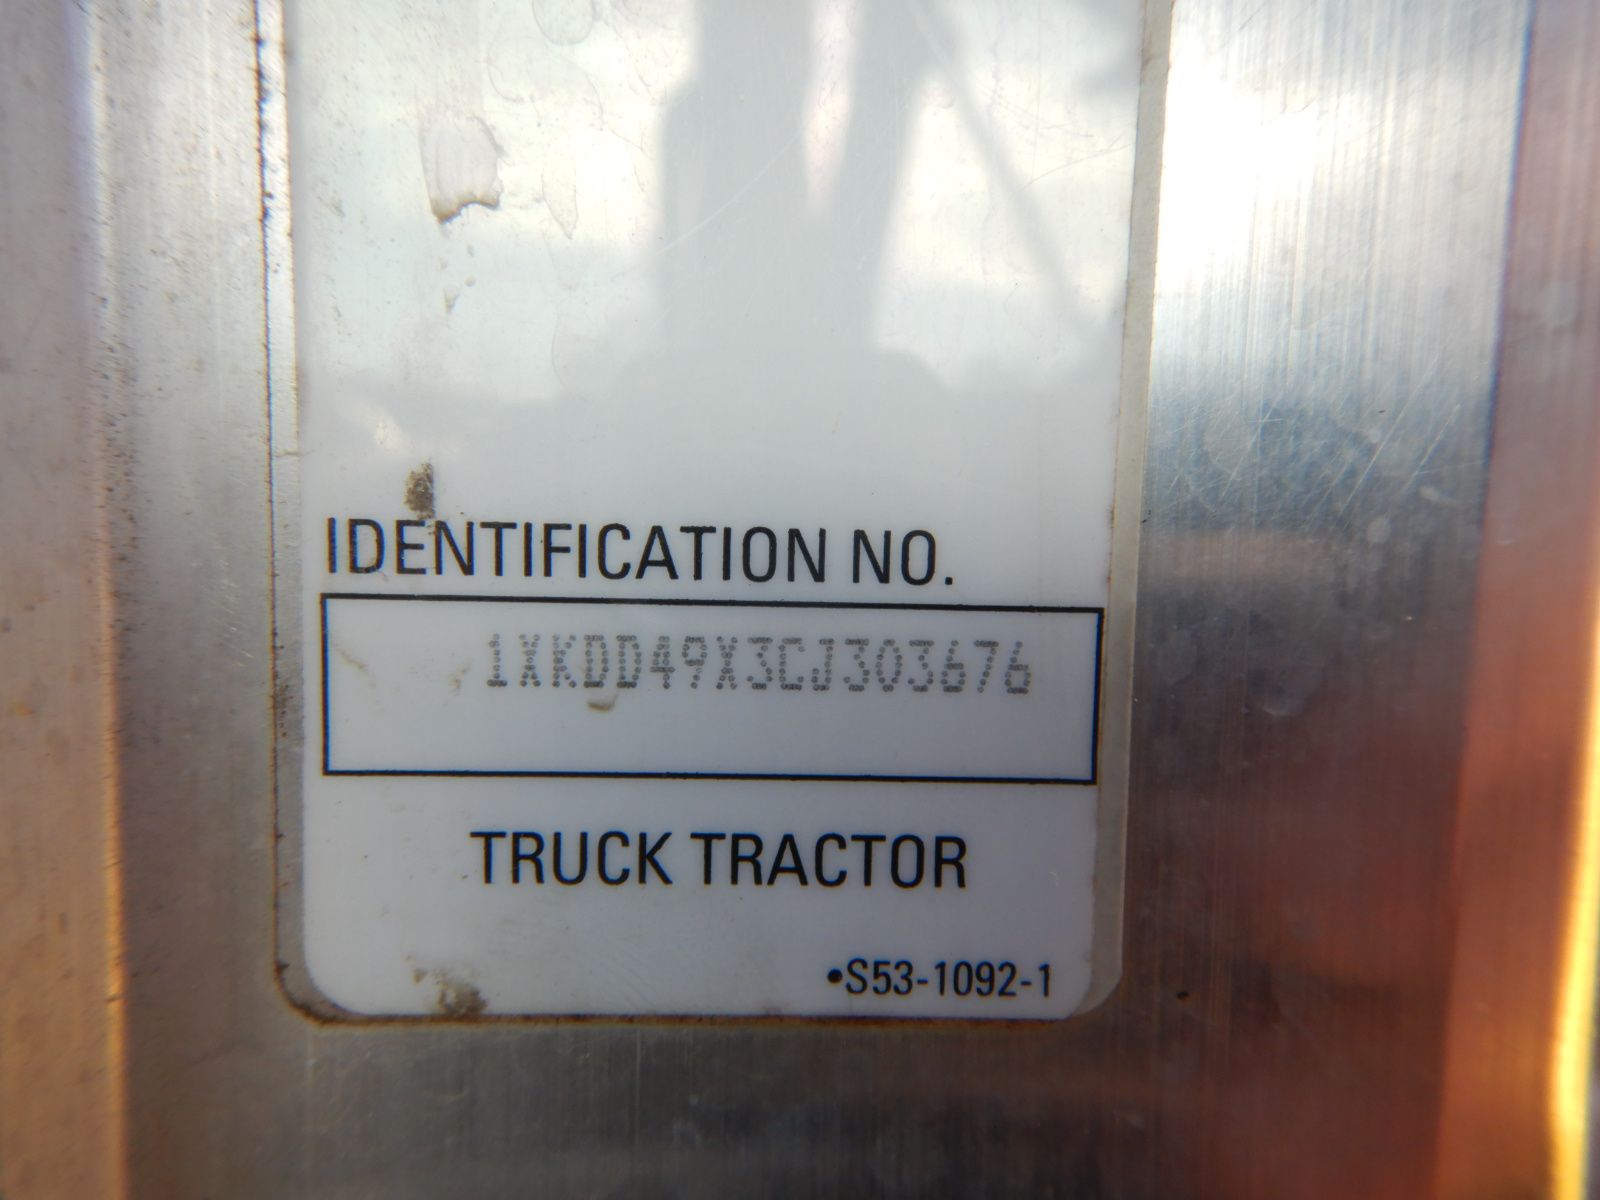 IDENTIFICATION NO.
1XKDD49X3CJ303676
TRUCK TRACTOR
•S53-1092-1